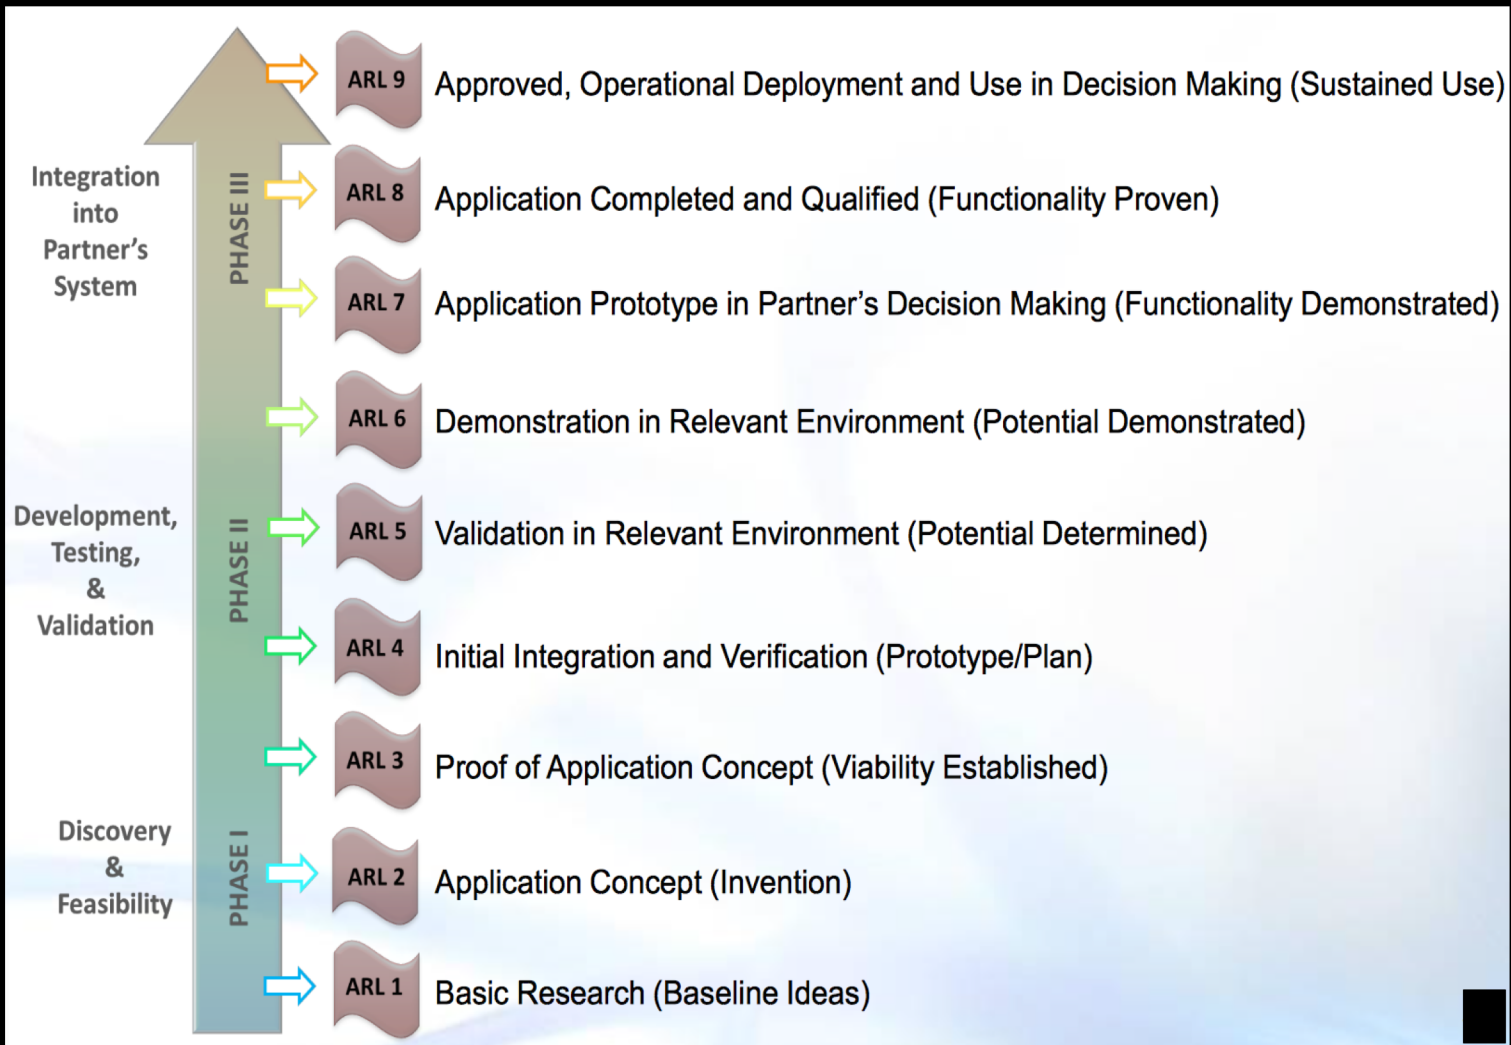 ARL 9
Approved, Operational Deployment and Use in Decision Making (Sustained Use)
Integration
into
Partner’s
System
PHASE III
ARL 8
Application Completed and Qualified (Functionality Proven)
ARL 7
Application Prototype in Partner’s Decision Making (Functionality Demonstrated)
ARL 6
Demonstration in Relevant Environment (Potential Demonstrated)
Development,
Testing,
&
Validation
PHASE II
ARL 5
Validation in Relevant Environment (Potential Determined)
ARL 4
Initial Integration and Verification (Prototype/Plan)
ARL 3
Proof of Application Concept (Viability Established)
Discovery
&
Feasibility
PHASE I
ARL 2
Application Concept (Invention)
ARL 1
Basic Research (Baseline Ideas)